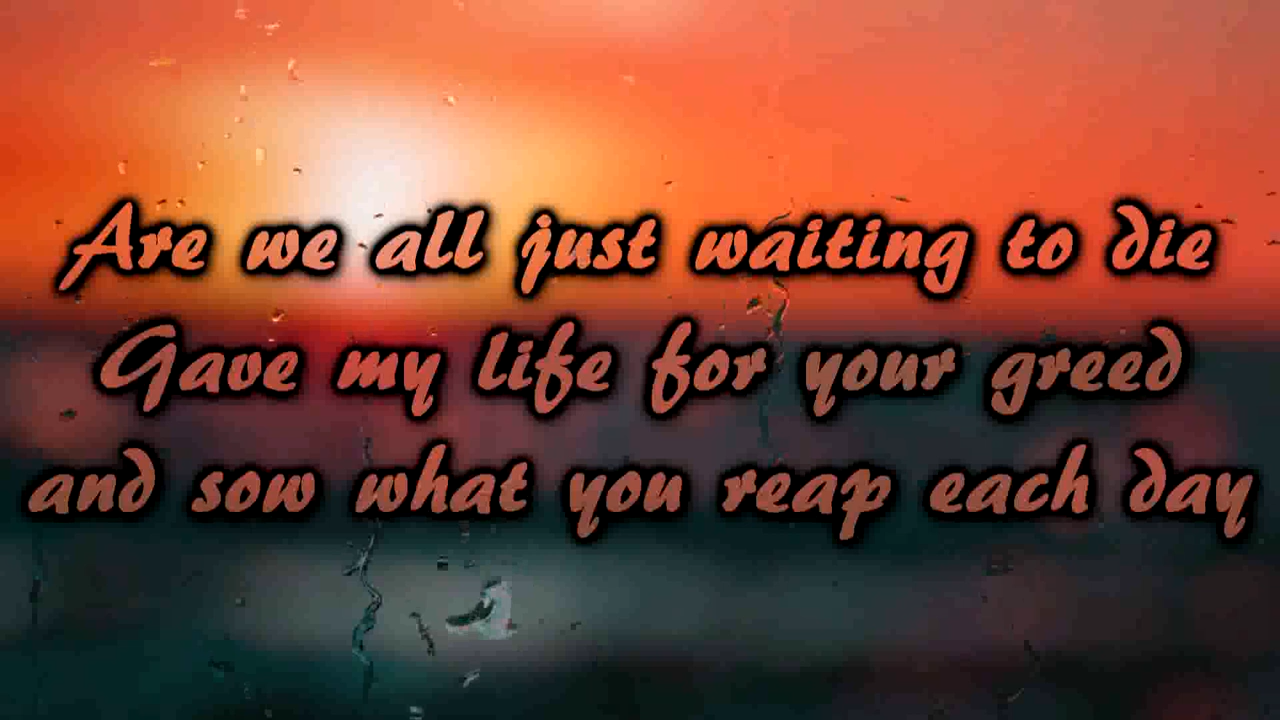 Are we all just waiting to die
Gave my life for your greed
and sow what you reap each day